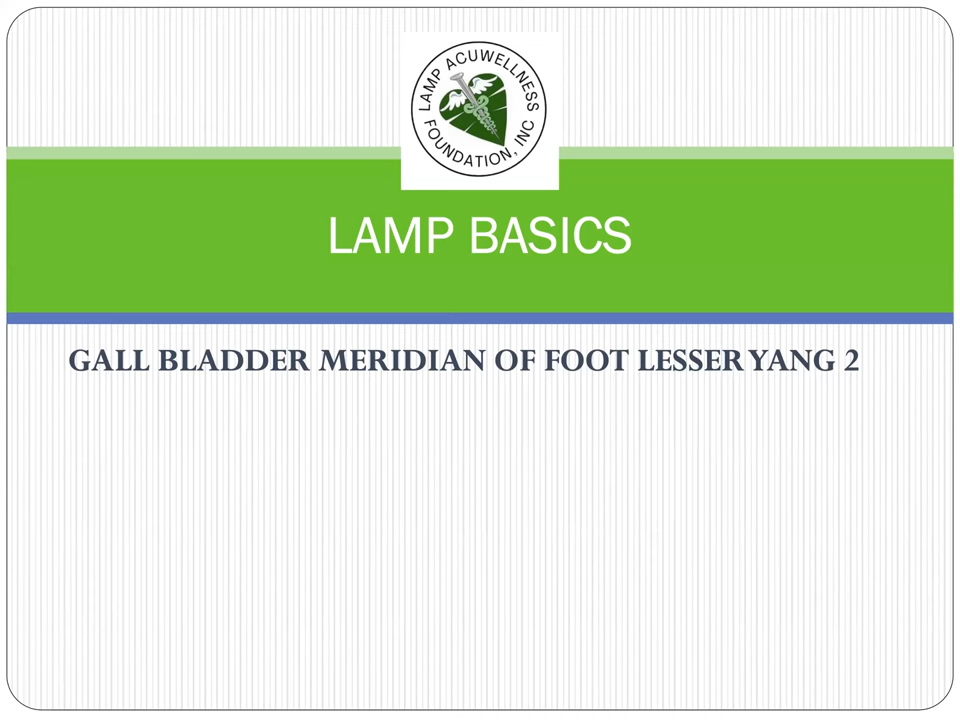 LAMP ACUWELLNESS
FOUNDATION, INC
LAMP BASICS
GALL BLADDER MERIDIAN OF FOOT LESSER YANG 2